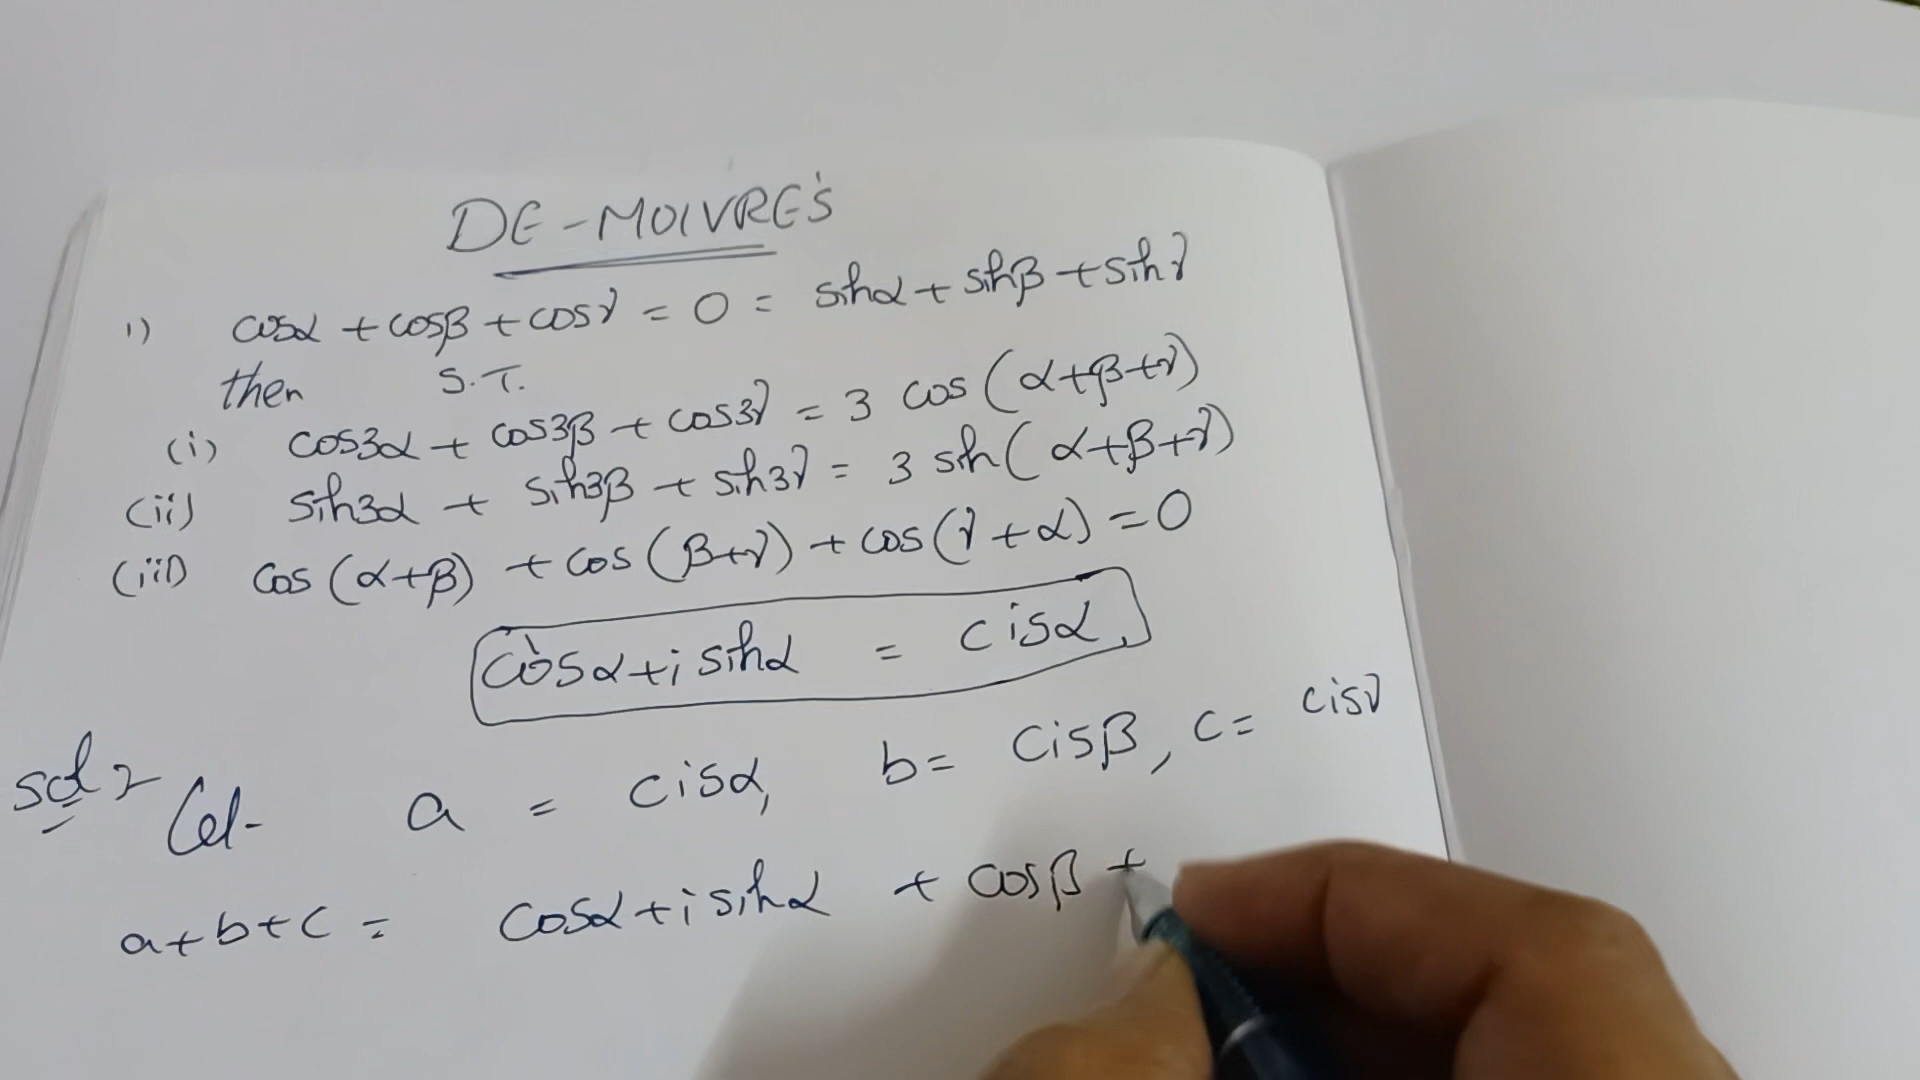 DE-MOIVRE'S
1) cosα + cosβ + cosγ = 0 = sinα + sinβ + sinγ
then S.T.
(i) cos3α + cos3β + cos3γ = 3 cos(α+β+γ)
(ii) sin3α + sin3β + sin3γ = 3 sin(α+β+γ)
(iii) cos(α+β) + cos(β+γ) + cos(γ+α) = 0
cosα+i sinα = cisα
sol Let a = cisα, b = cisβ, c = cisγ
a+b+c = cosα+i sinα + cosβ +